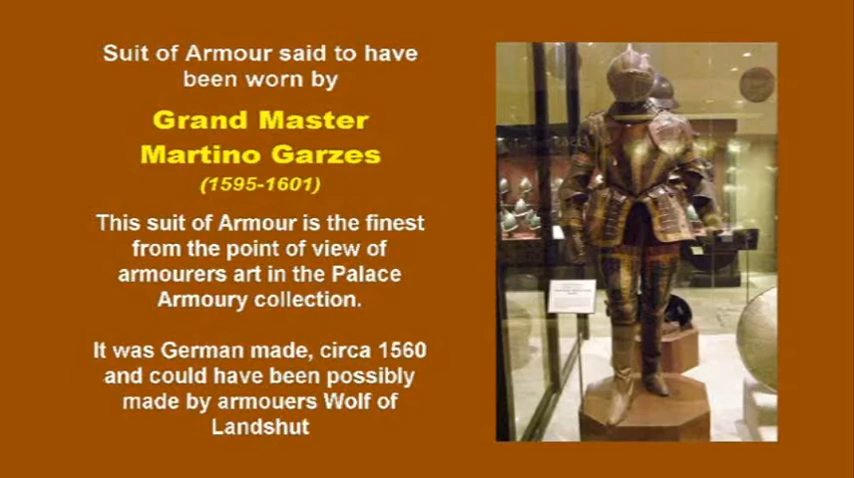 Suit of Armour said to have
been worn by
Grand Master
Martino Garzes
(1595-1601)
This suit of Armour is the finest
from the point of view of
armourers art in the Palace
Armoury collection.
It was German made, circa 1560
and could have been possibly
made by armouers Wolf of
Landshut